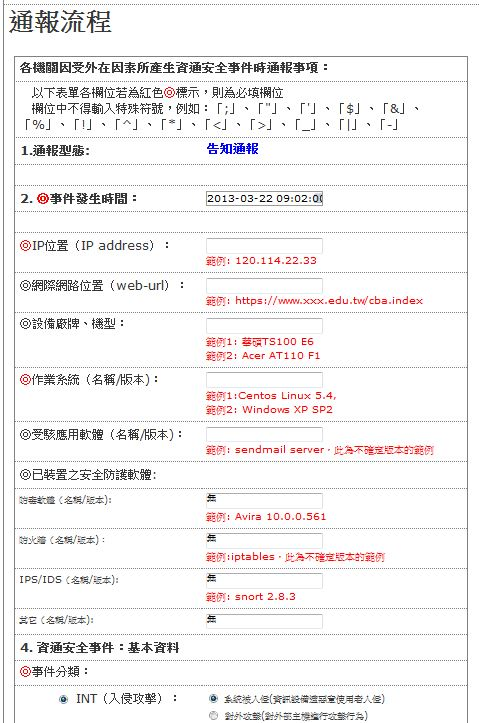 通報流程
各機關因受外在因素所產生資通安全事件時通報事項：
以下表單各欄位若為紅色◎標示，則為必填欄位
欄位中不得輸入特殊符號，例如：「;」、「"」、「'」、「$」、「&」、
「%」、「!」、「^」、「*」、「<」、「>」、「_」、「|」、「-」
1.通報型態: 告知通報
2. ◎事件發生時間： 2013-03-22 09:02:00
◎IP位置（IP address）：
範例: 120.114.22.33
◎網際網路位置（web-url）：
範例: https://www.xxx.edu.tw/cba.index
◎設備廠牌、機型：
範例1: 華碩TS100 E6
範例2: Acer AT110 F1
◎作業系統（名稱/版本）：
範例1:Centos Linux 5.4,
範例2: Windows XP SP2
◎受駭應用軟體（名稱/版本）：
範例: sendmail server，此為不確定版本的範例
◎已裝置之安全防護軟體:
防毒軟體（名稱/版本）: 無
範例: Avira 10.0.0.561
防火牆（名稱/版本）: 無
範例:iptables，此為不確定版本的範例
IPS/IDS（名稱/版本）: 無
範例: snort 2.8.3
其它（名稱/版本）: 無
4. 資通安全事件：基本資料
◎事件分類：
INT（入侵攻擊）： 系統被入侵(資訊設備遭惡意使用者入侵)
對外攻擊(對外部主機進行攻擊行為)